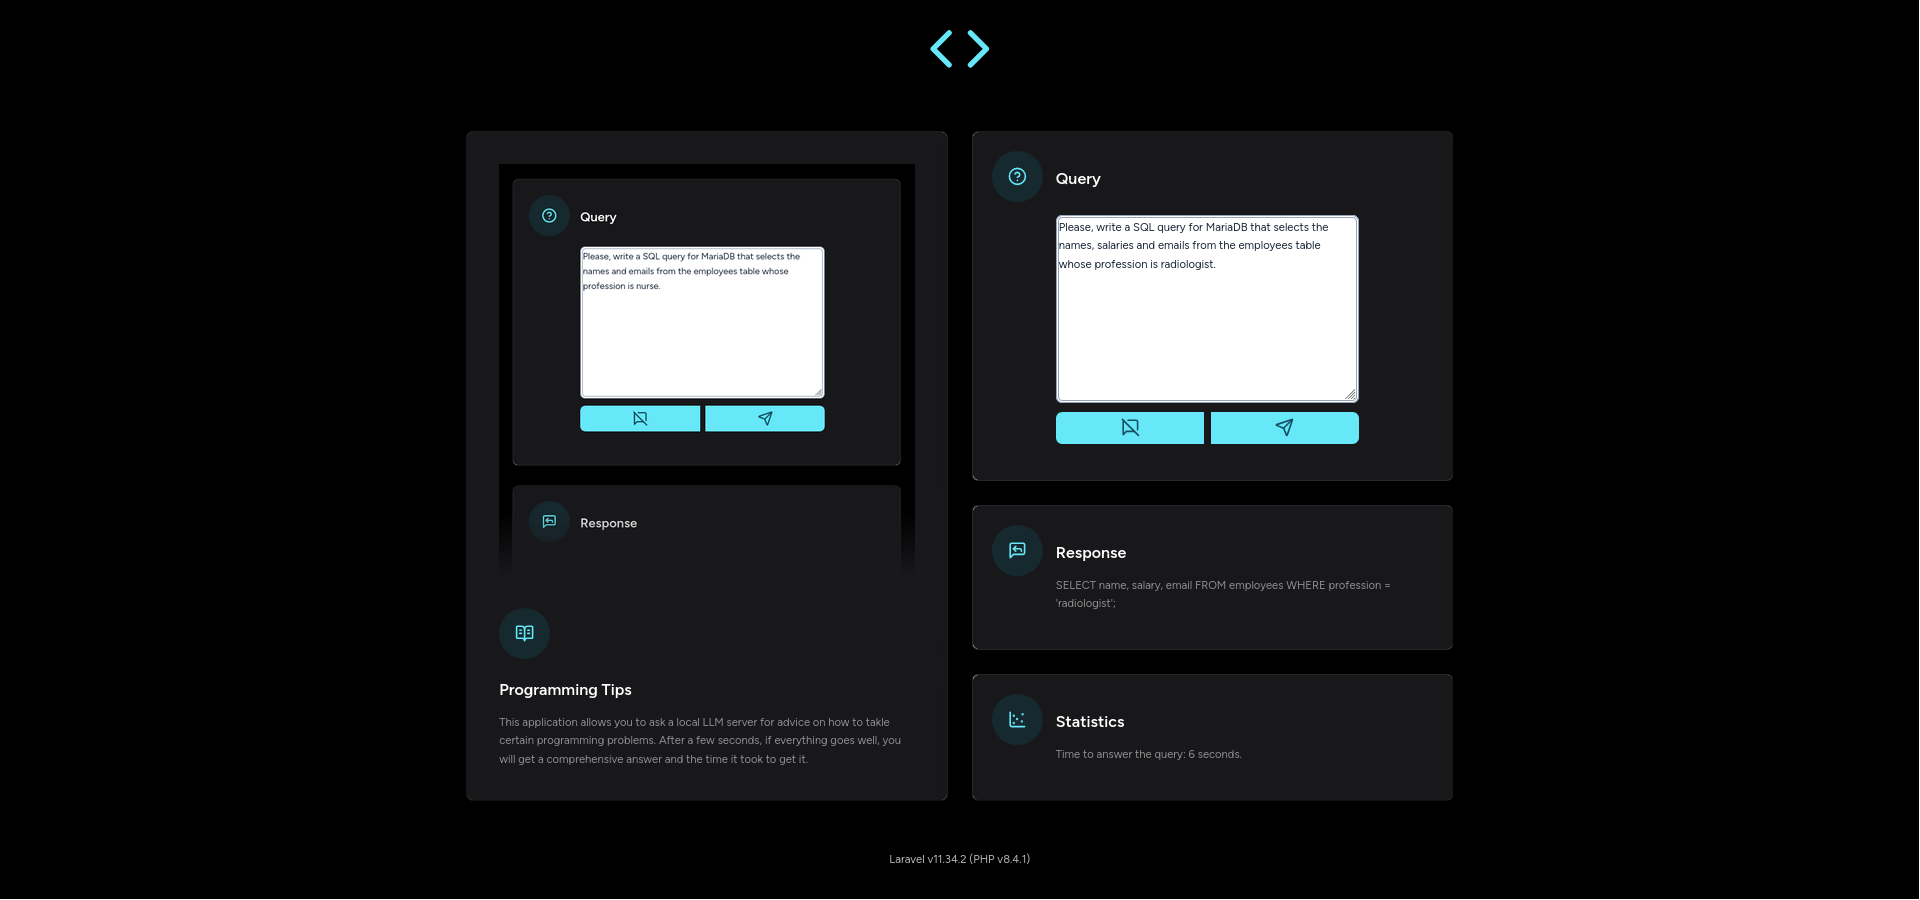 Query
Please, write a SQL query for MariaDB that selects the
names and emails from the employees table whose
profession is nurse.
Response
Programming Tips
This application allows you to ask a local LLM server for advice on how to takle
certain programming problems. After a few seconds, if everything goes well, you
will get a comprehensive answer and the time it took to get it.
Query
Please, write a SQL query for MariaDB that selects the
names, salaries and emails from the employees table
whose profession is radiologist.
Response
SELECT name, salary, email FROM employees WHERE profession =
'radiologist';
Statistics
Time to answer the query: 6 seconds.
Laravel v11.34.2 (PHP v8.4.1)